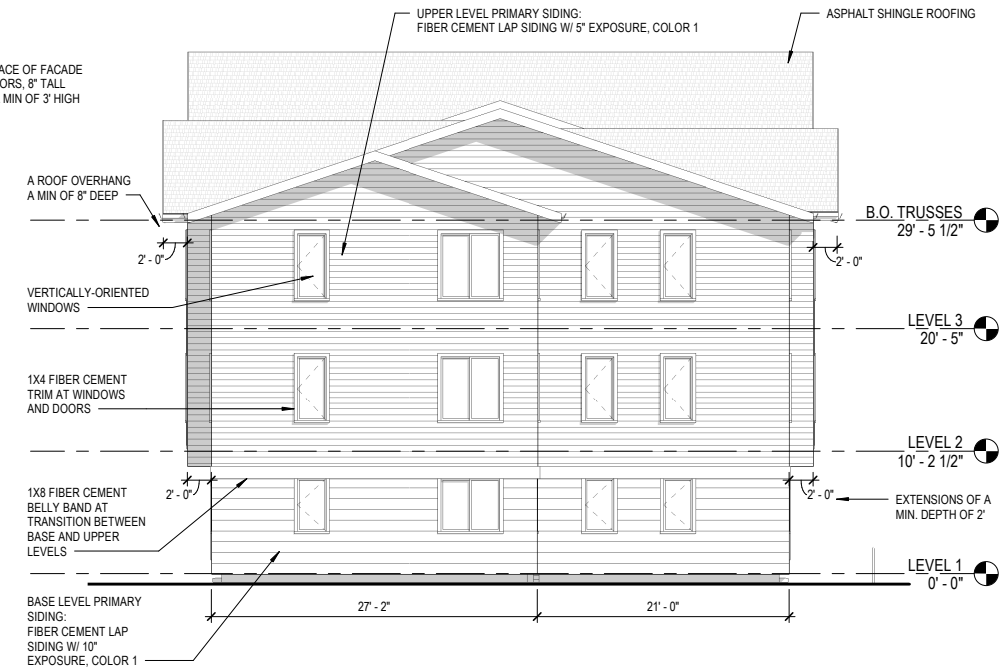 UPPER LEVEL PRIMARY SIDING:
FIBER CEMENT LAP SIDING W/ 5" EXPOSURE, COLOR 1
ASPHALT SHINGLE ROOFING
ACE OF FACADE
ORS, 8" TALL
MIN OF 3' HIGH
A ROOF OVERHANG
A MIN OF 8" DEEP
B.O. TRUSSES
29' - 5 1/2"
2' - 0"
2' - 0"
VERTICALLY-ORIENTED
WINDOWS
LEVEL 3
20' - 5"
1X4 FIBER CEMENT
TRIM AT WINDOWS
AND DOORS
LEVEL 2
10' - 2 1/2"
2' - 0"
2' - 0"
1X8 FIBER CEMENT
BELLY BAND AT
TRANSITION BETWEEN
BASE AND UPPER
LEVELS
EXTENSIONS OF A
MIN. DEPTH OF 2'
LEVEL 1
0' - 0"
27' - 2"
21' - 0"
BASE LEVEL PRIMARY
SIDING:
FIBER CEMENT LAP
SIDING W/ 10"
EXPOSURE, COLOR 1